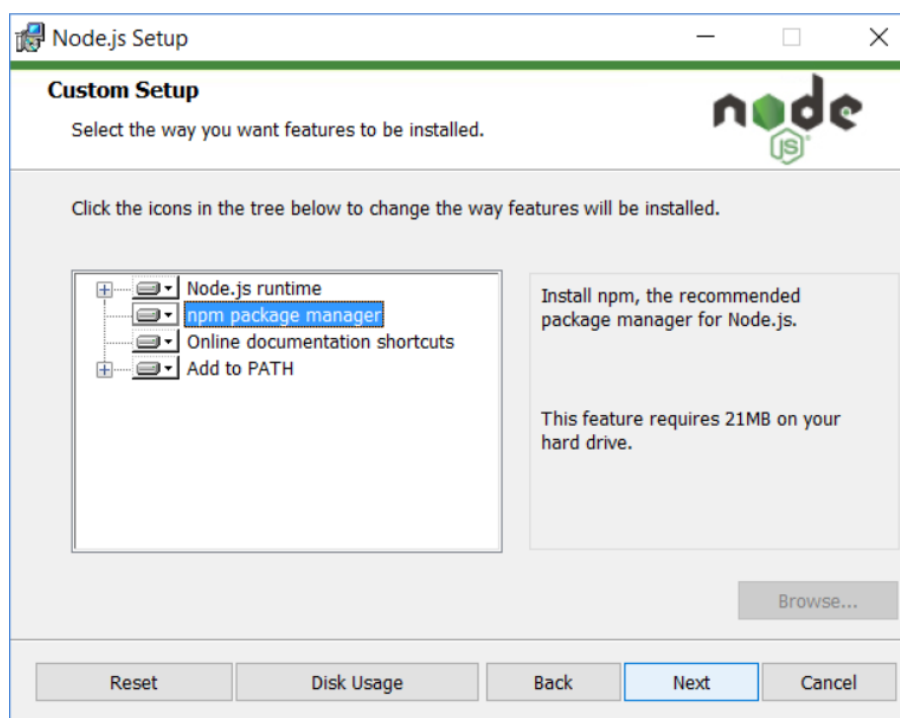 Node.js Setup
Custom Setup
Select the way you want features to be installed.
node
JS
Click the icons in the tree below to change the way features will be installed.
Node.js runtime
npm package manager
Online documentation shortcuts
Add to PATH
Install npm, the recommended
package manager for Node.js.
This feature requires 21MB on your
hard drive.
Browse...
Reset
Disk Usage
Back
Next
Cancel